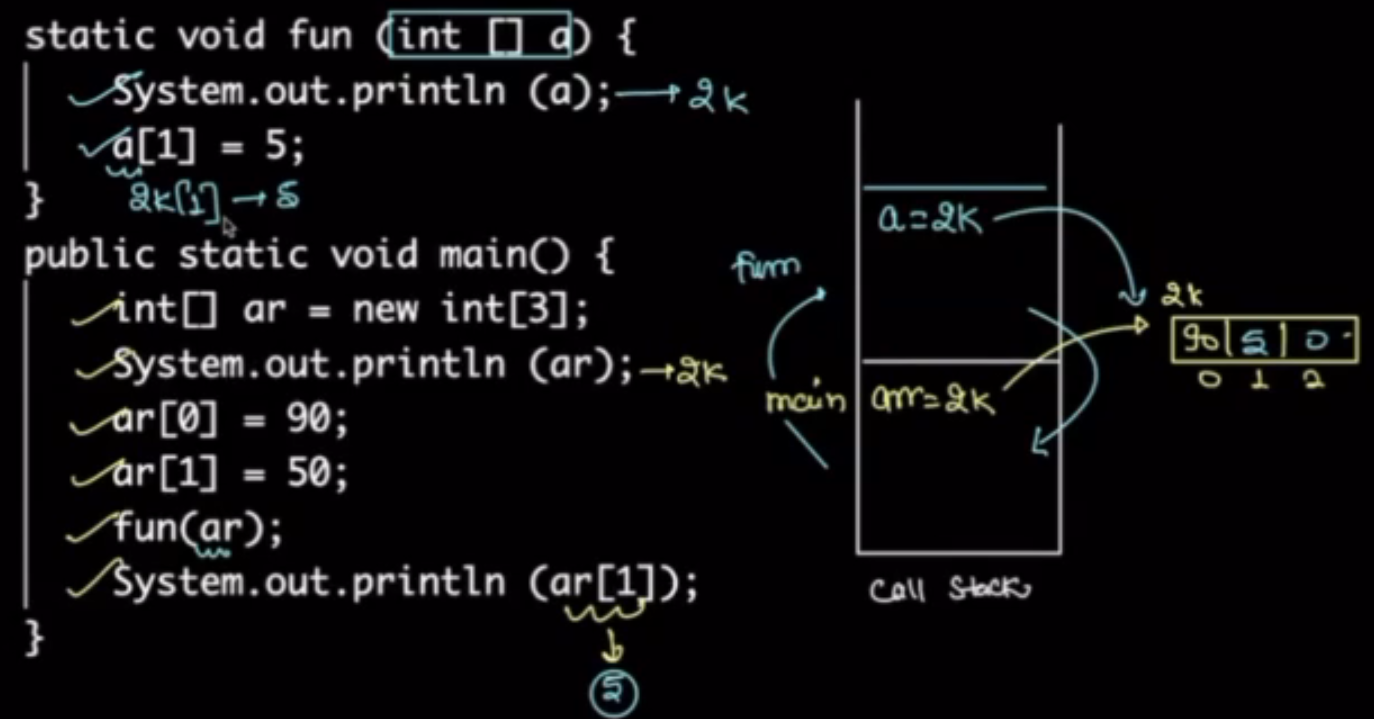 static void fun (int [] a) {
System.out.println (a); → 2k
a[1] = 5;
} 2k[1] → 5
public static void main() {
int[] ar = new int[3];
System.out.println (ar); → 2k
ar[0] = 90;
ar[1] = 50;
fun(ar);
System.out.println (ar[1]);
}
5
a=2k
fun
main
ar=2k
2k
90 5 0
0 1 2
Call Stack